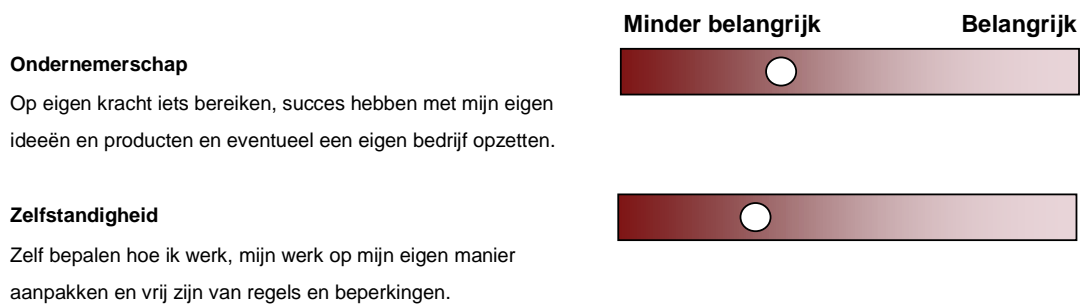 Minder belangrijk Belangrijk
Ondernemerschap
Op eigen kracht iets bereiken, succes hebben met mijn eigen
ideeën en producten en eventueel een eigen bedrijf opzetten.
Zelfstandigheid
Zelf bepalen hoe ik werk, mijn werk op mijn eigen manier
aanpakken en vrij zijn van regels en beperkingen.